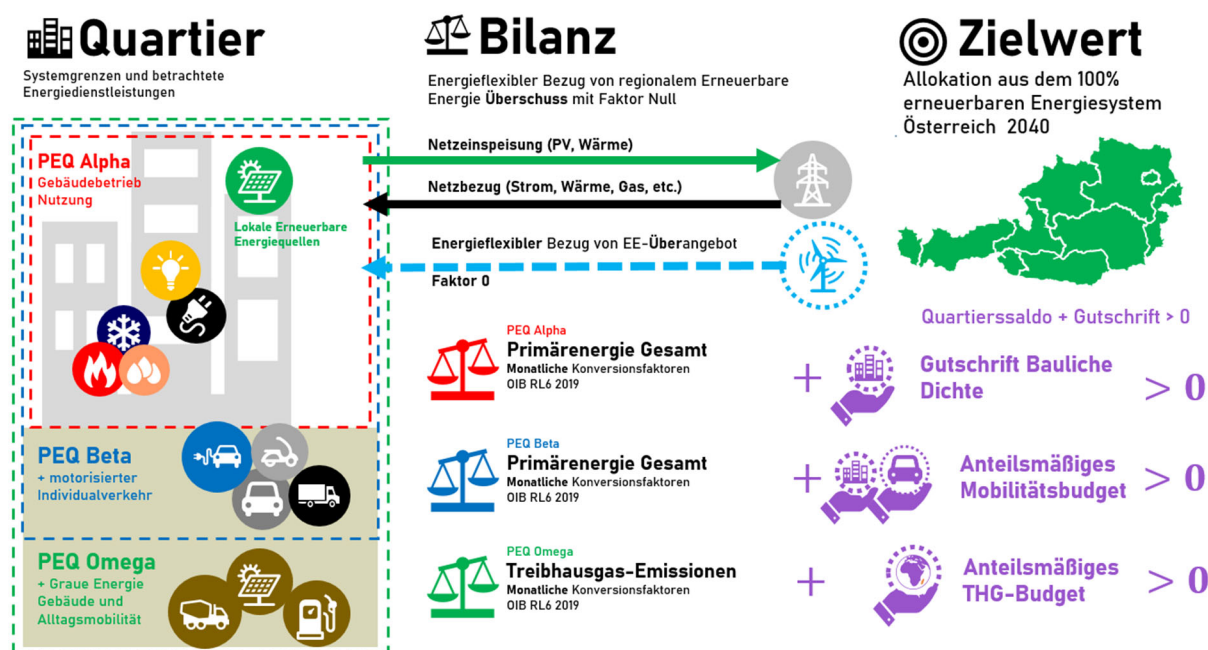 Quartier
Systemgrenzen und betrachtete
Energiedienstleistungen
PEQ Alpha
Gebäudebetrieb
Nutzung
Lokale Erneuerbare
Energiequellen
PEQ Beta
+ motorisierter
Individualverkehr
PEQ Omega
+ Graue Energie
Gebäude und
Alltagsmobilität
Bilanz
Energieflexibler Bezug von regionalem Erneuerbare
Energie Überschuss mit Faktor Null
Netzeinspeisung (PV, Wärme)
Netzbezug (Strom, Wärme, Gas, etc.)
Energieflexibler Bezug von EE-Überangebot
Faktor 0
PEQ Alpha
Primärenergie Gesamt
Monatliche Konversionsfaktoren
OIB RL6 2019
PEQ Beta
Primärenergie Gesamt
Monatliche Konversionsfaktoren
OIB RL6 2019
PEQ Omega
Treibhausgas-Emissionen
Monatliche Konversionsfaktoren
OIB RL6 2019
Zielwert
Allokation aus dem 100%
erneuerbaren Energiesystem
Österreich 2040
Quartierssaldo + Gutschrift > 0
+ Gutschrift Bauliche
Dichte > 0
+ Anteilsmäßiges
Mobilitätsbudget > 0
+ Anteilsmäßiges
THG-Budget > 0